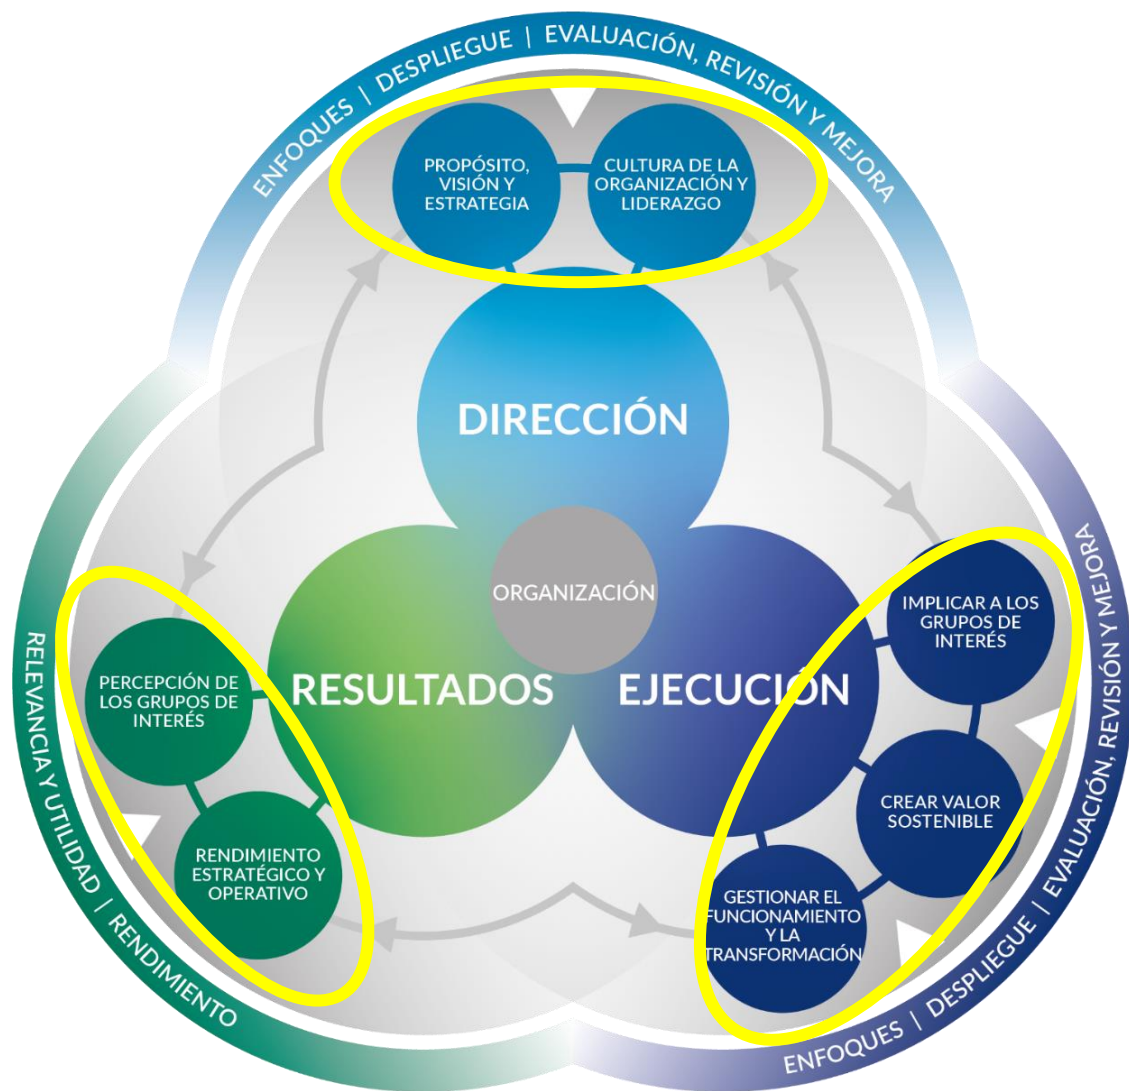 ENFOQUES | DESPLIEGUE | EVALUACIÓN, REVISIÓN Y MEJORA
PROPÓSITO,
VISIÓN Y
ESTRATEGIA
CULTURA DE LA
ORGANIZACIÓN Y
LIDERAZGO
DIRECCIÓN
ORGANIZACIÓN
RESULTADOS
EJECUCIÓN
IMPLICAR A LOS
GRUPOS DE
INTERÉS
CREAR VALOR
SOSTENIBLE
GESTIONAR EL
FUNCIONAMIENTO
Y LA
TRANSFORMACIÓN
PERCEPCIÓN DE
LOS GRUPOS DE
INTERÉS
RENDIMIENTO
ESTRATÉGICO Y
OPERATIVO
RELEVANCIA Y UTILIDAD | RENDIMIENTO
ENFOQUES | DESPLIEGUE | EVALUACIÓN, REVISIÓN Y MEJORA